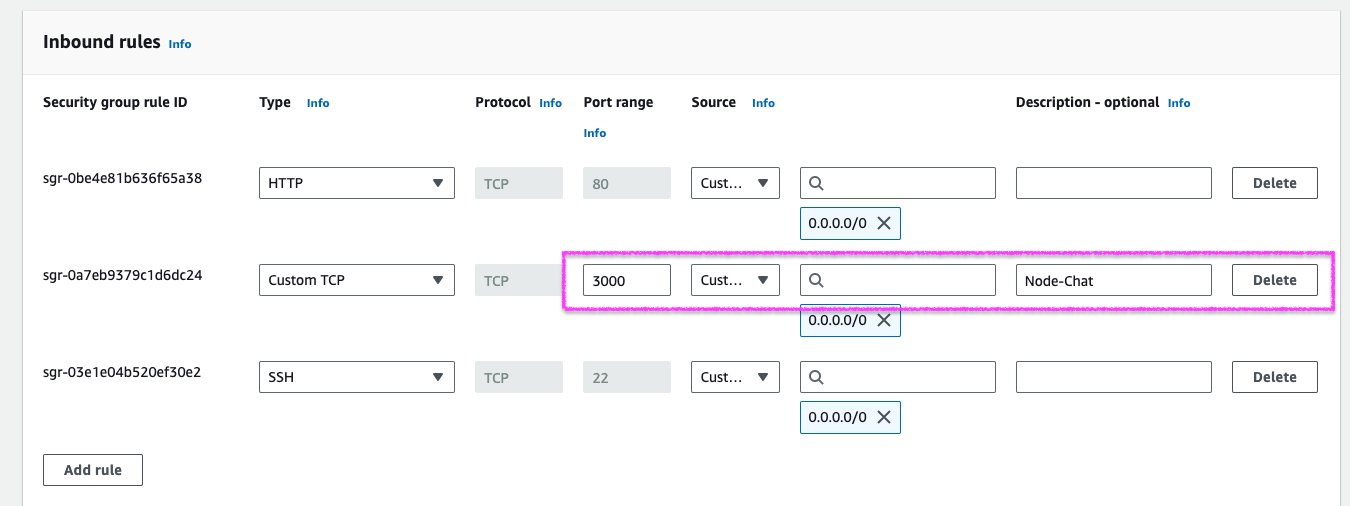 Inbound rules Info
Security group rule ID Type Info Protocol Info Port range Source Info Description - optional Info
Info
sgr-0be4e81b636f65a38 HTTP TCP 80 Cust... Delete
0.0.0.0/0
sgr-0a7eb9379c1d6dc24 Custom TCP TCP 3000 Cust... Node-Chat Delete
0.0.0.0/0
sgr-03e1e04b520ef30e2 SSH TCP 22 Cust... Delete
0.0.0.0/0
Add rule